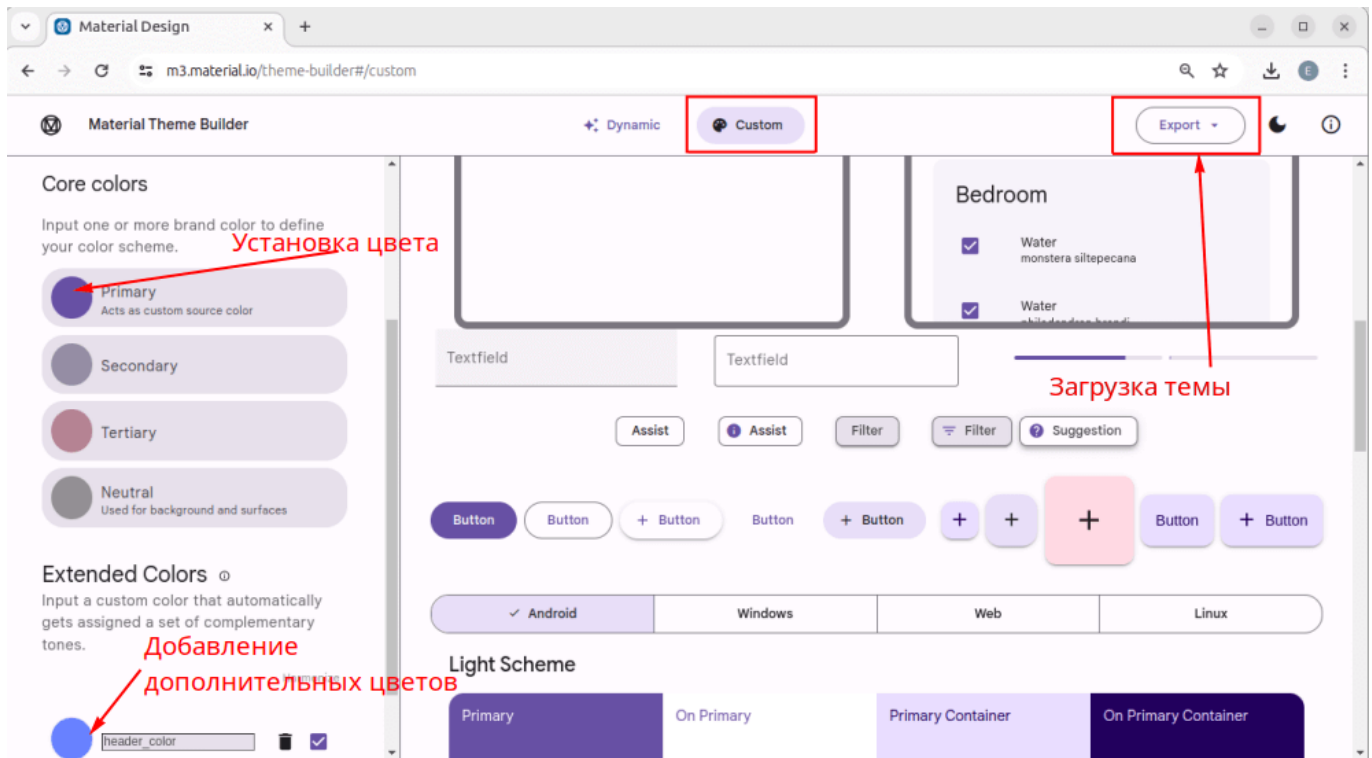 Material Design
m3.material.io/theme-builder#/custom
E
Material Theme Builder
Dynamic
Custom
Export
Core colors
Input one or more brand color to define
your color scheme.
Установка цвета
Primary
Acts as custom source color
Secondary
Tertiary
Neutral
Used for background and surfaces
Extended Colors
Input a custom color that automatically
gets assigned a set of complementary
tones.
Добавление
дополнительных цветов
header_color
Bedroom
Water
monstera siltepecana
Water
Textfield
Textfield
Загрузка темы
Assist
Assist
Filter
Filter
Suggestion
Button
Button
+ Button
Button
+ Button
+
+
+
Button
+ Button
Android
Windows
Web
Linux
Light Scheme
Primary
On Primary
Primary Container
On Primary Container